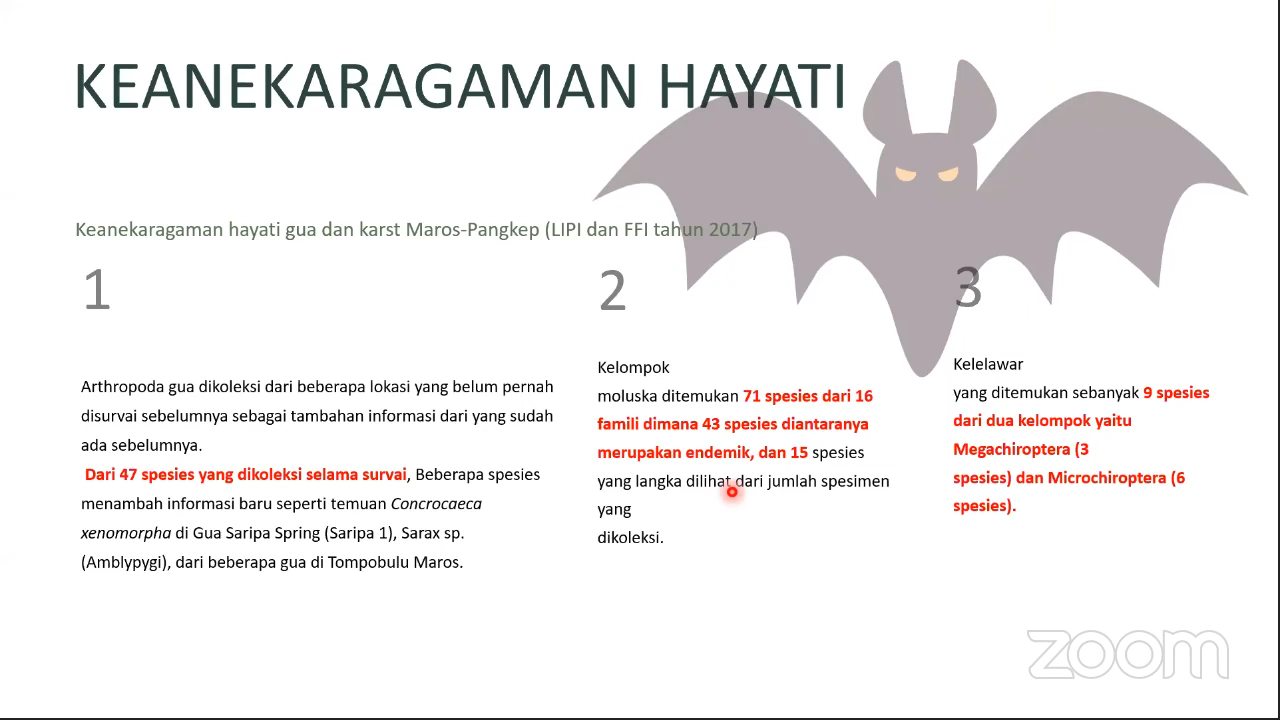 KEANEKARAGAMAN HAYATI
Keanekaragaman hayati gua dan karst Maros-Pangkep (LIPI dan FFI tahun 2017)
1
Arthropoda gua dikoleksi dari beberapa lokasi yang belum pernah
disurvai sebelumnya sebagai tambahan informasi dari yang sudah
ada sebelumnya.
Dari 47 spesies yang dikoleksi selama survai, Beberapa spesies
menambah informasi baru seperti temuan Concrocaeca
xenomorpha di Gua Saripa Spring (Saripa 1), Sarax sp.
(Amblypygi), dari beberapa gua di Tompobulu Maros.
2
Kelompok
moluska ditemukan 71 spesies dari 16
famili dimana 43 spesies diantaranya
merupakan endemik, dan 15 spesies
yang langka dilihat dari jumlah spesimen
yang
dikoleksi.
3
Kelelawar
yang ditemukan sebanyak 9 spesies
dari dua kelompok yaitu
Megachiroptera (3
spesies) dan Microchiroptera (6
spesies).
zoom